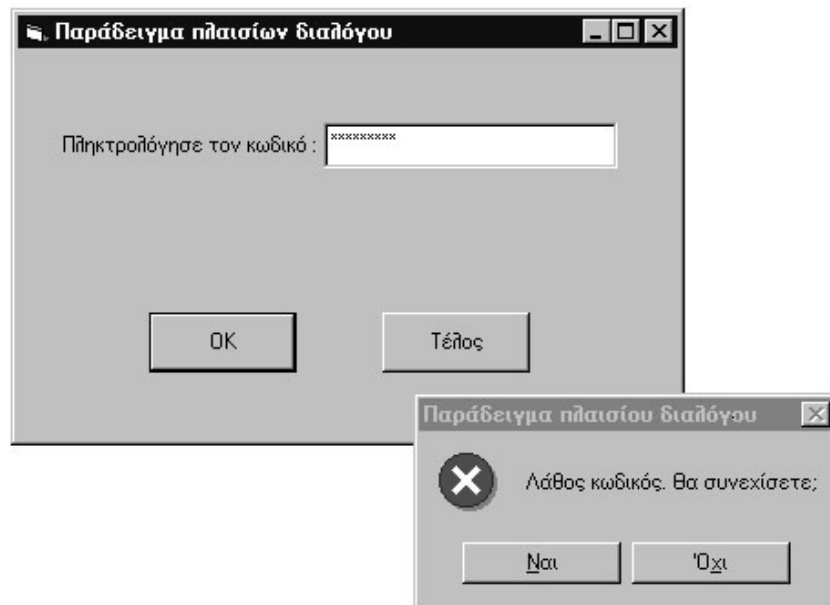 Παράδειγμα πλαισίων διαλόγου
Πληκτρολόγησε τον κωδικό :
*********
OK
Τέλος
Παράδειγμα πλαισίου διαλόγου
Λάθος κωδικός. Θα συνεχίσετε;
Ναι
Όχι